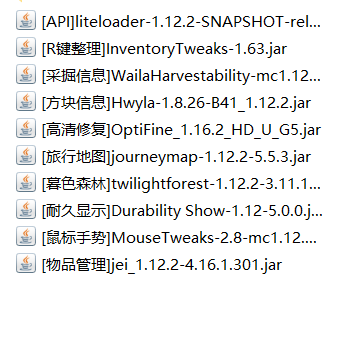 [API]liteloader-1.12.2-SNAPSHOT-rel...
[R键整理]InventoryTweaks-1.63.jar
[采掘信息]WailaHarvestability-mc1.12...
[方块信息]Hwyla-1.8.26-B41_1.12.2.jar
[高清修复]OptiFine_1.16.2_HD_U_G5.jar
[旅行地图]journeymap-1.12.2-5.5.3.jar
[暮色森林]twilightforest-1.12.2-3.11.1...
[耐久显示]Durability Show-1.12-5.0.0.j...
[鼠标手势]MouseTweaks-2.8-mc1.12....
[物品管理]jei_1.12.2-4.16.1.301.jar